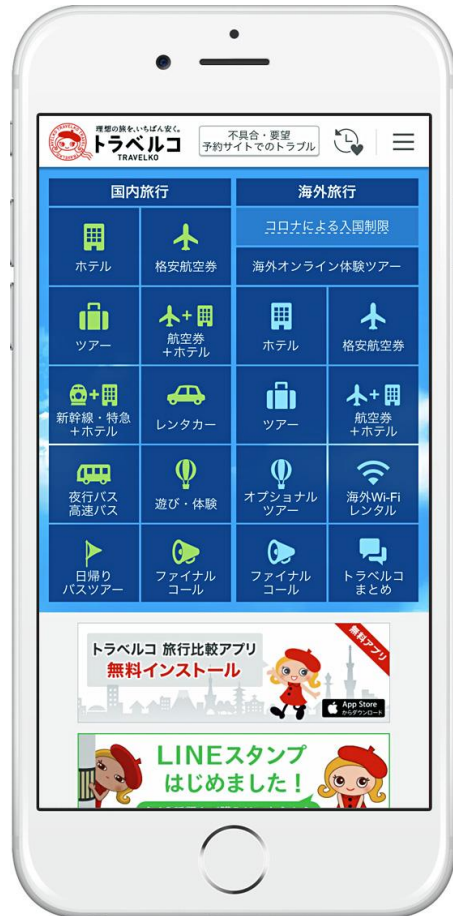 理想の旅を、いちばん安く。
トラベルコ
TRAVELKO
不具合・要望
予約サイトでのトラブル
国内旅行
海外旅行
コロナによる入国制限
ホテル
格安航空券
海外オンライン体験ツアー
ツアー
航空券
+ホテル
ホテル
格安航空券
新幹線・特急
+ホテル
レンタカー
ツアー
航空券
+ホテル
夜行バス
高速バス
遊び・体験
オプショナル
ツアー
海外Wi-Fi
レンタル
日帰り
バスツアー
ファイナル
コール
ファイナル
コール
トラベルコ
まとめ
トラベルコ 旅行比較アプリ
無料インストール
無料アプリ
App Store
からダウンロード
LINEスタンプ
はじめました!